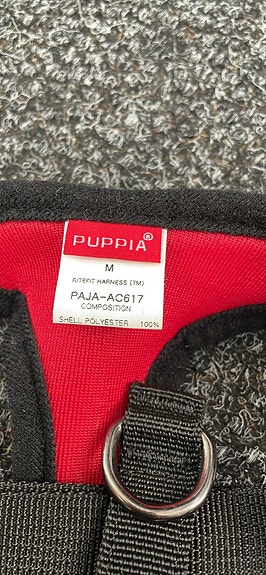 PUPPIA®
M
RITEFIT HARNESS (TM)
PAJA-AC617
COMPOSITION
SHELL POLYESTER 100%